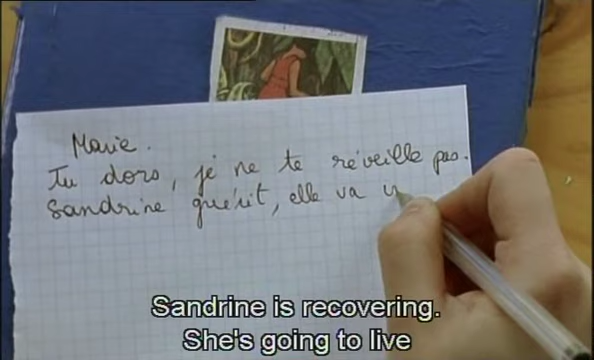 Marie.
Tu dors, je ne te réveille pas.
Sandrine guérit, elle va
Sandrine is recovering.
She's going to live